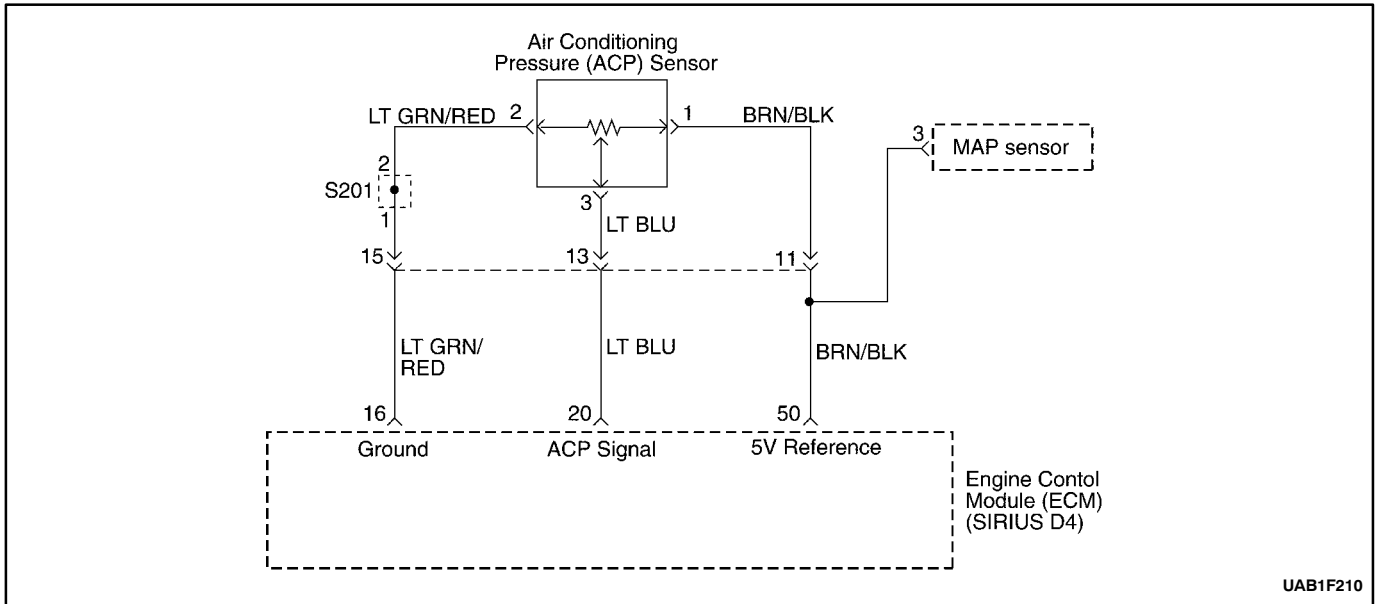 Air Conditioning
Pressure (ACP) Sensor
LT GRN/RED
2
1
BRN/BLK
3
MAP sensor
2
S201
1
3
LT BLU
15
13
11
LT GRN/
RED
LT BLU
BRN/BLK
16
20
50
Ground
ACP Signal
5V Reference
Engine Contol
Module (ECM)
(SIRIUS D4)
UAB1F210